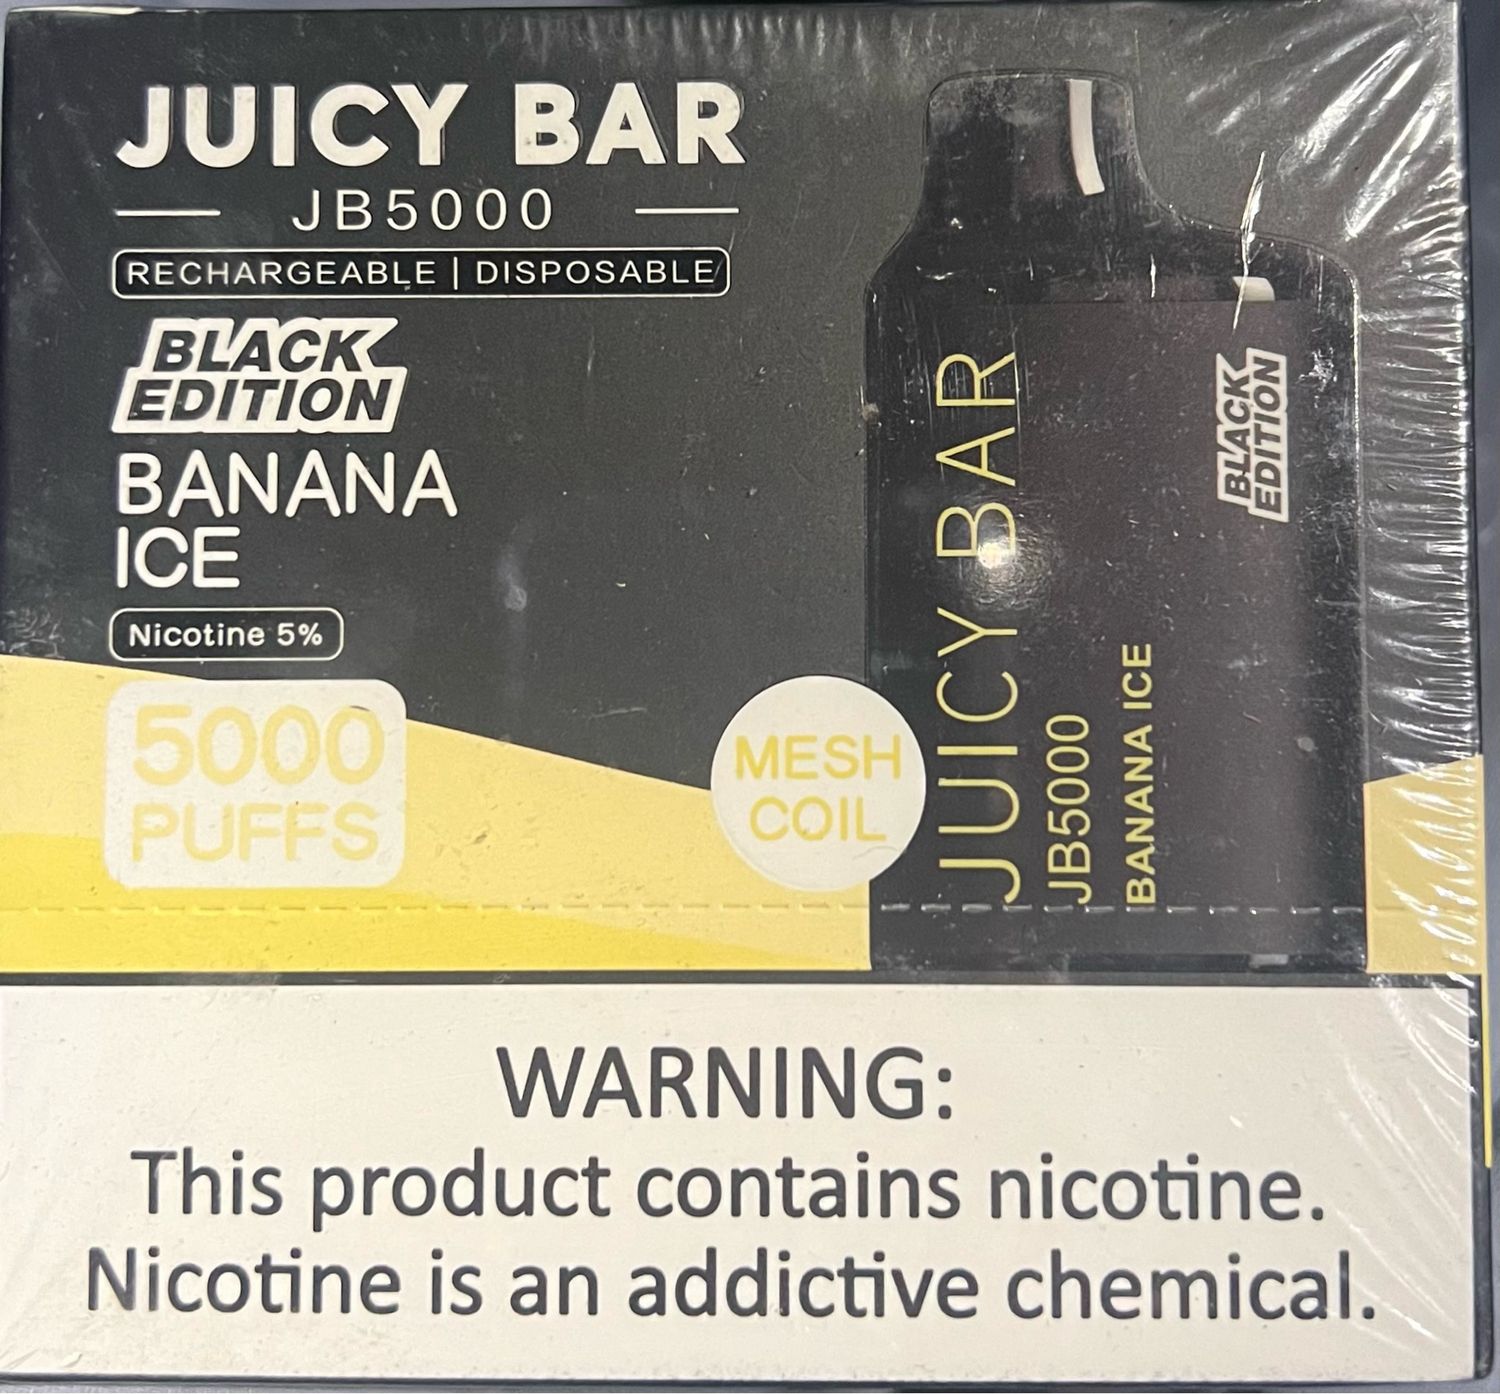 JUICY BAR
JB5000
RECHARGEABLE | DISPOSABLE
BLACK
EDITION
BANANA
ICE
Nicotine 5%
5000
PUFFS
MESH
COIL
JUICY BAR
JB5000
BANANA ICE
BLACK
EDITION
WARNING:
This product contains nicotine.
Nicotine is an addictive chemical.